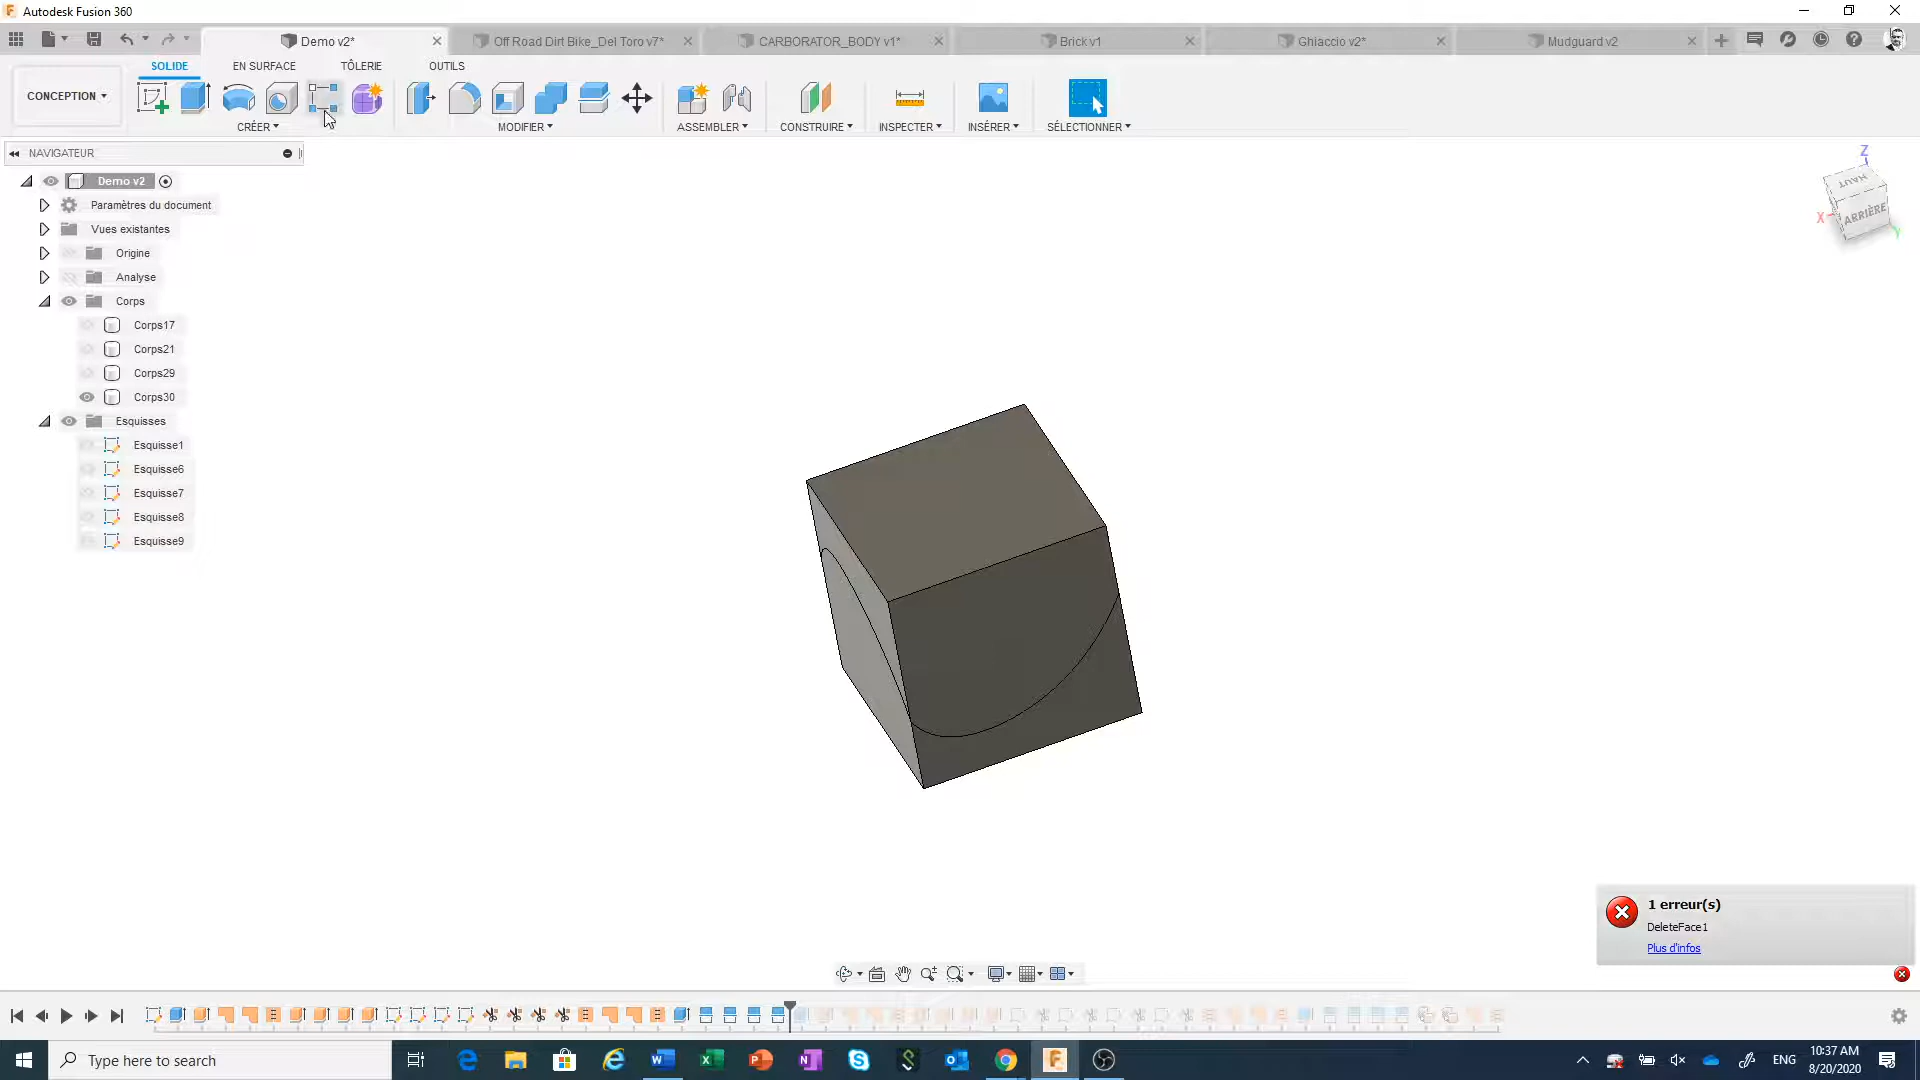 Autodesk Fusion 360
Demo v2*
Off Road Dirt Bike_Del Toro v7*
CARBORATOR_BODY v1*
Brick v1
Ghiaccio v2*
Mudguard v2
SOLIDE
EN SURFACE
TÔLERIE
OUTILS
CONCEPTION
CRÉER
MODIFIER
ASSEMBLER
CONSTRUIRE
INSPECTER
INSÉRER
SÉLECTIONNER
NAVIGATEUR
Demo v2
Paramètres du document
Vues existantes
Origine
Analyse
Corps
Corps17
Corps21
Corps29
Corps30
Esquisses
Esquisse1
Esquisse6
Esquisse7
Esquisse8
Esquisse9
Z
HAUT
ARRIÈRE
X
Y
1 erreur(s)
DeleteFace1
Plus d'infos
Type here to search
ENG
10:37 AM
8/20/2020